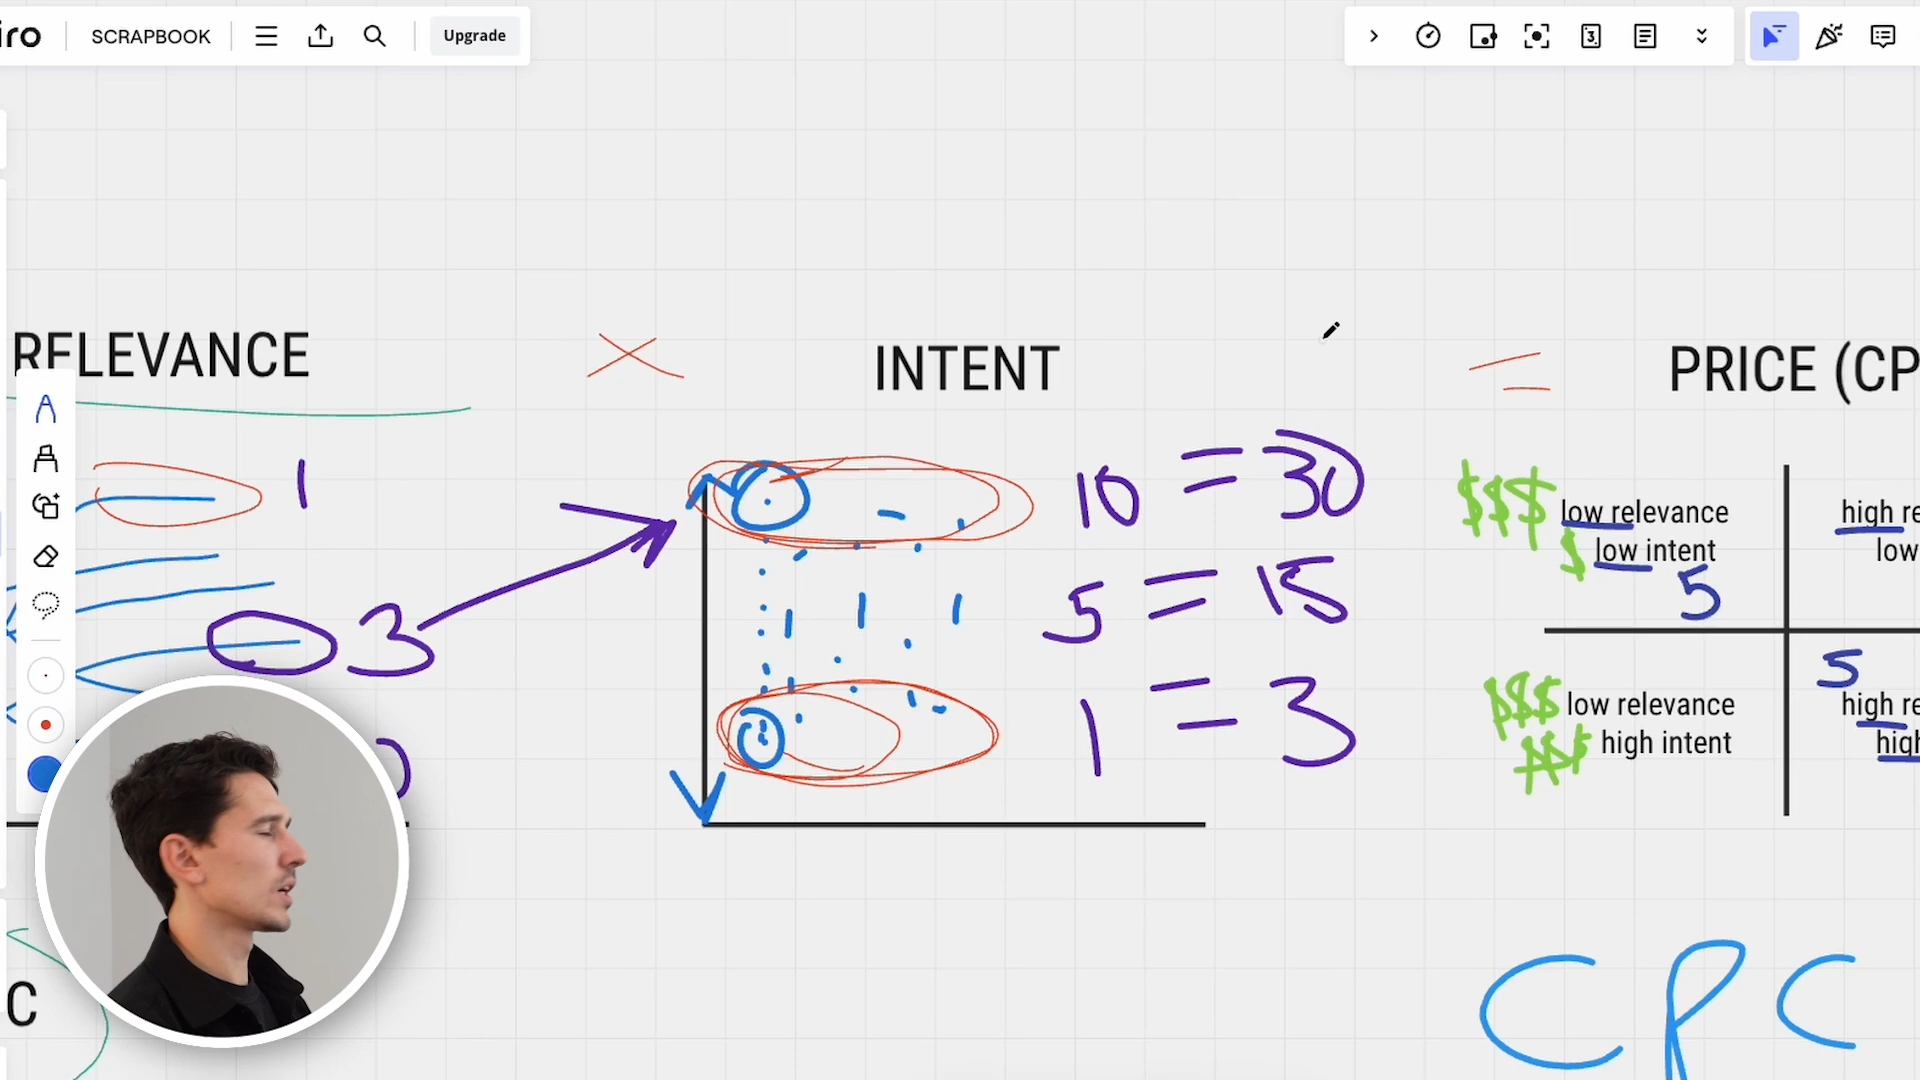 iro SCRAPBOOK Upgrade
3
RELEVANCE × INTENT = PRICE (CP
1
3
10 = 30
5 = 15
1 = 3
$$$ low relevance
$ low intent
5
high re
low
$$$ low relevance
$$$ high intent
5
high re
high
C
CPC